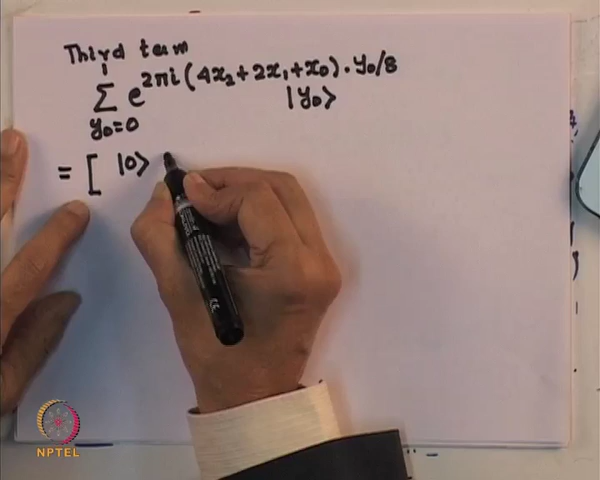 Third term
1
∑ e^{2πi(4x₂+2x₁+x₀)·y₀/8} |y₀⟩
y₀=0
= [ |0⟩
NPTEL